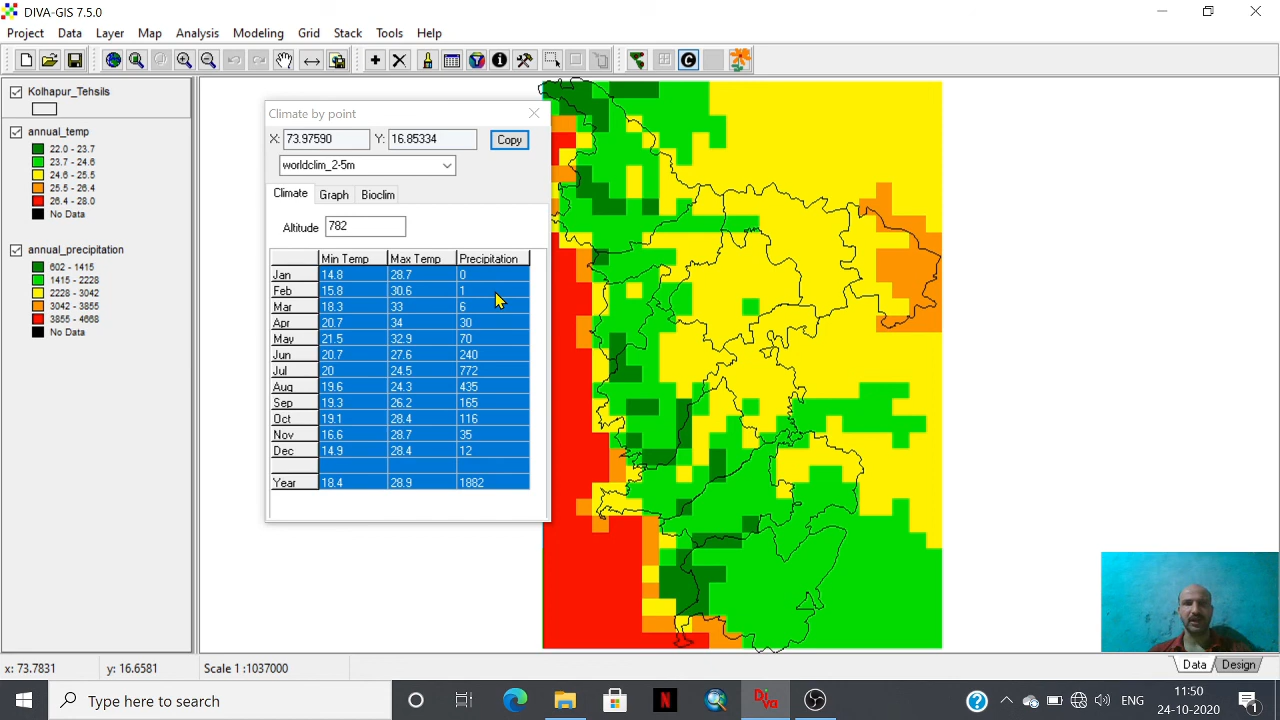 DIVA-GIS 7.5.0
Project Data Layer Map Analysis Modeling Grid Stack Tools Help
Kolhapur_Tehsils
annual_temp
22.0 - 23.7
23.7 - 24.6
24.6 - 25.5
25.5 - 26.4
26.4 - 28.0
No Data
annual_precipitation
602 - 1415
1415 - 2228
2228 - 3042
3042 - 3855
3855 - 4668
No Data
Climate by point
X: 73.97590 Y: 16.85334 Copy
worldclim_2-5m
Climate Graph Bioclim
Altitude 782
Min Temp Max Temp Precipitation
Jan 14.8 28.7 0
Feb 15.8 30.6 1
Mar 18.3 33 6
Apr 20.7 34 30
May 21.5 32.9 70
Jun 20.7 27.6 240
Jul 20 24.5 772
Aug 19.6 24.3 435
Sep 19.3 26.2 165
Oct 19.1 28.4 116
Nov 16.6 28.7 35
Dec 14.9 28.4 12
Year 18.4 28.9 1882
x: 73.7831 y: 16.6581 Scale 1 :1037000
Data Design
Type here to search
ENG
11:50
24-10-2020